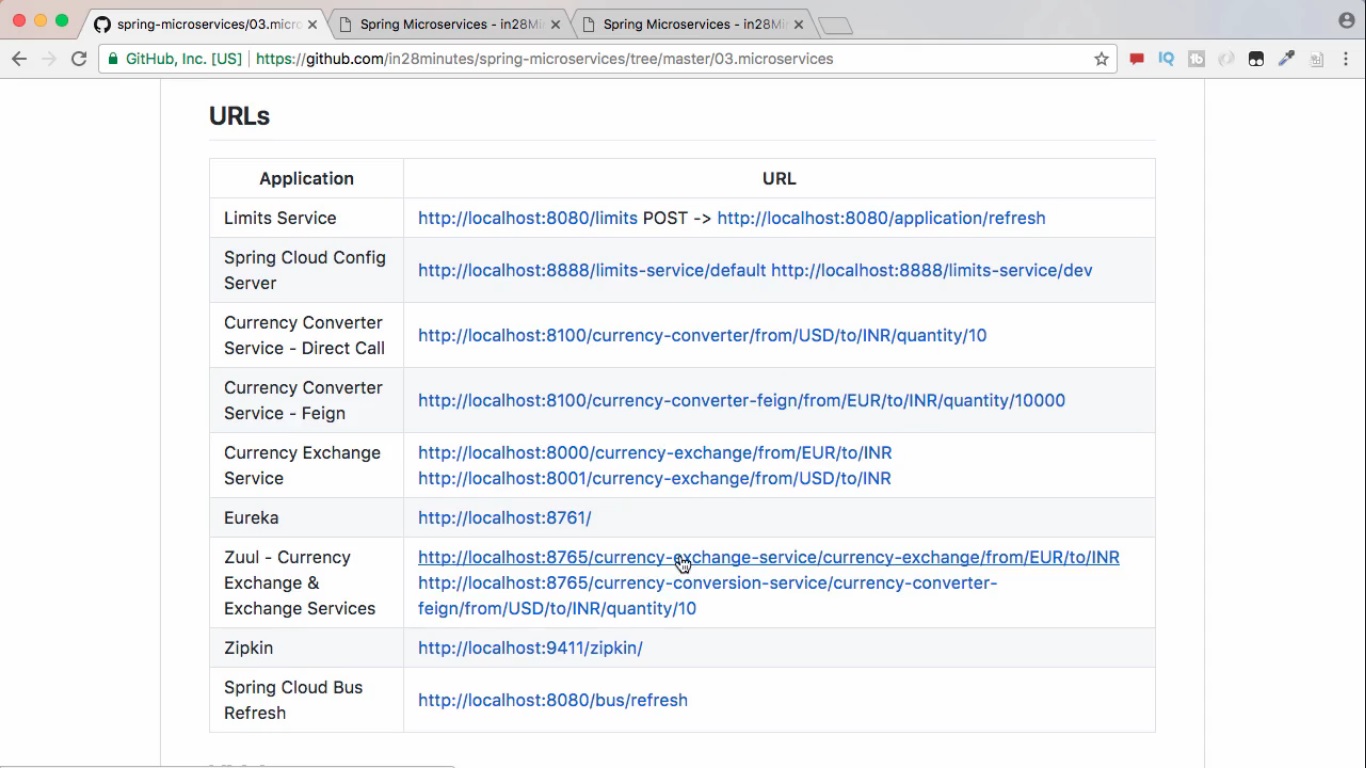 spring-microservices/03.micro
Spring Microservices - in28Mi
Spring Microservices - in28Mi
GitHub, Inc. [US]
https://github.com/in28minutes/spring-microservices/tree/master/03.microservices
IQ
URLs
Application
URL
Limits Service
http://localhost:8080/limits POST -> http://localhost:8080/application/refresh
Spring Cloud Config
Server
http://localhost:8888/limits-service/default http://localhost:8888/limits-service/dev
Currency Converter
Service - Direct Call
http://localhost:8100/currency-converter/from/USD/to/INR/quantity/10
Currency Converter
Service - Feign
http://localhost:8100/currency-converter-feign/from/EUR/to/INR/quantity/10000
Currency Exchange
Service
http://localhost:8000/currency-exchange/from/EUR/to/INR
http://localhost:8001/currency-exchange/from/USD/to/INR
Eureka
http://localhost:8761/
Zuul - Currency
Exchange &
Exchange Services
http://localhost:8765/currency-exchange-service/currency-exchange/from/EUR/to/INR
http://localhost:8765/currency-conversion-service/currency-converter-
feign/from/USD/to/INR/quantity/10
Zipkin
http://localhost:9411/zipkin/
Spring Cloud Bus
Refresh
http://localhost:8080/bus/refresh